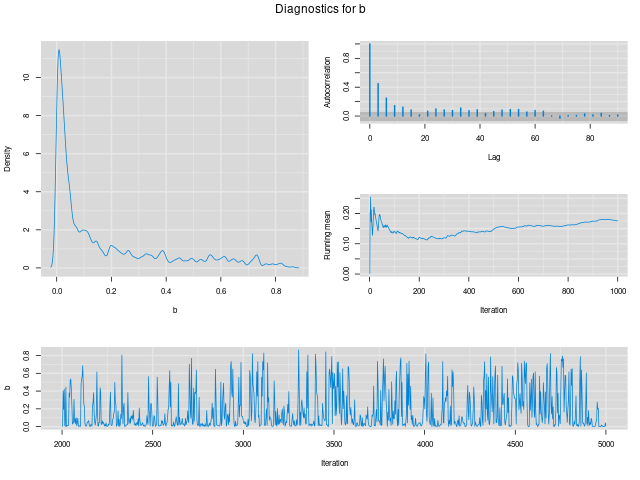 Diagnostics for b
Density
0 2 4 6 8 10
0.0 0.2 0.4 0.6 0.8
b
Autocorrelation
0.0 0.4 0.8
0 20 40 60 80
Lag
Running mean
0.00 0.10 0.20
0 200 400 600 800 1000
Iteration
b
0.0 0.2 0.4 0.6 0.8
2000 2500 3000 3500 4000 4500 5000
Iteration